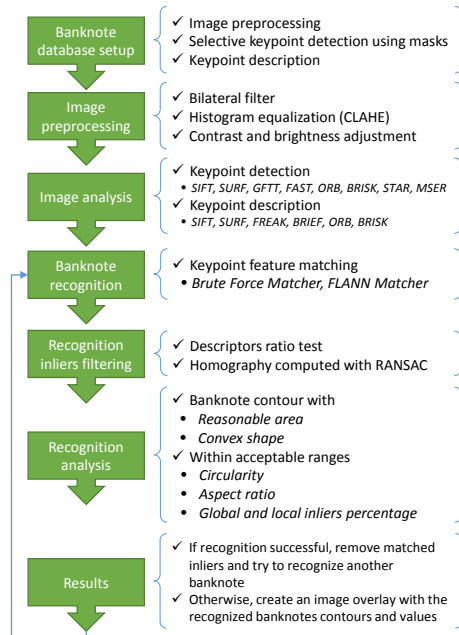 Banknote
database setup
✓ Image preprocessing
✓ Selective keypoint detection using masks
✓ Keypoint description
Image
preprocessing
✓ Bilateral filter
✓ Histogram equalization (CLAHE)
✓ Contrast and brightness adjustment
Image analysis
✓ Keypoint detection
• SIFT, SURF, GFTT, FAST, ORB, BRISK, STAR, MSER
✓ Keypoint description
• SIFT, SURF, FREAK, BRIEF, ORB, BRISK
Banknote
recognition
✓ Keypoint feature matching
• Brute Force Matcher, FLANN Matcher
Recognition
inliers filtering
✓ Descriptors ratio test
✓ Homography computed with RANSAC
Recognition
analysis
✓ Banknote contour with
• Reasonable area
• Convex shape
✓ Within acceptable ranges
• Circularity
• Aspect ratio
• Global and local inliers percentage
Results
✓ If recognition successful, remove matched
inliers and try to recognize another
banknote
✓ Otherwise, create an image overlay with the
recognized banknotes contours and values